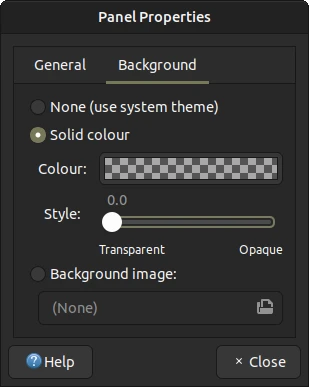 Panel Properties
General Background
None (use system theme)
Solid colour
Colour:
0.0
Style:
Transparent Opaque
Background image:
(None)
Help × Close